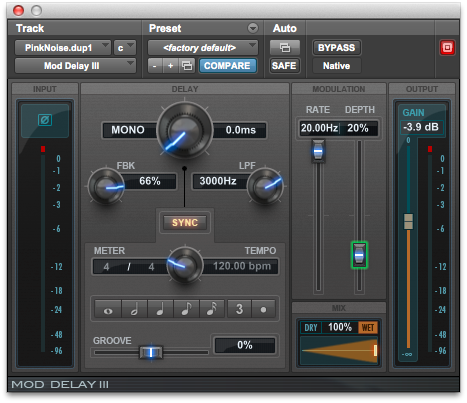 Track Preset Auto
PinkNoise.dup1 c <factory default> BYPASS
Mod Delay III - + COMPARE SAFE Native
INPUT DELAY MODULATION OUTPUT
RATE DEPTH GAIN
MONO 0.0ms 20.00Hz 20% -3.9 dB
FBK LPF
66% 3000Hz
SYNC
METER TEMPO
4 / 4 120.00 bpm
3
GROOVE 0%
MIX
DRY 100% WET
0
-1
-2
-3
-6
-12
-18
-24
-48
-96
0
-∞
0
-1
-2
-3
-6
-12
-18
-24
-48
-96
MOD DELAY III